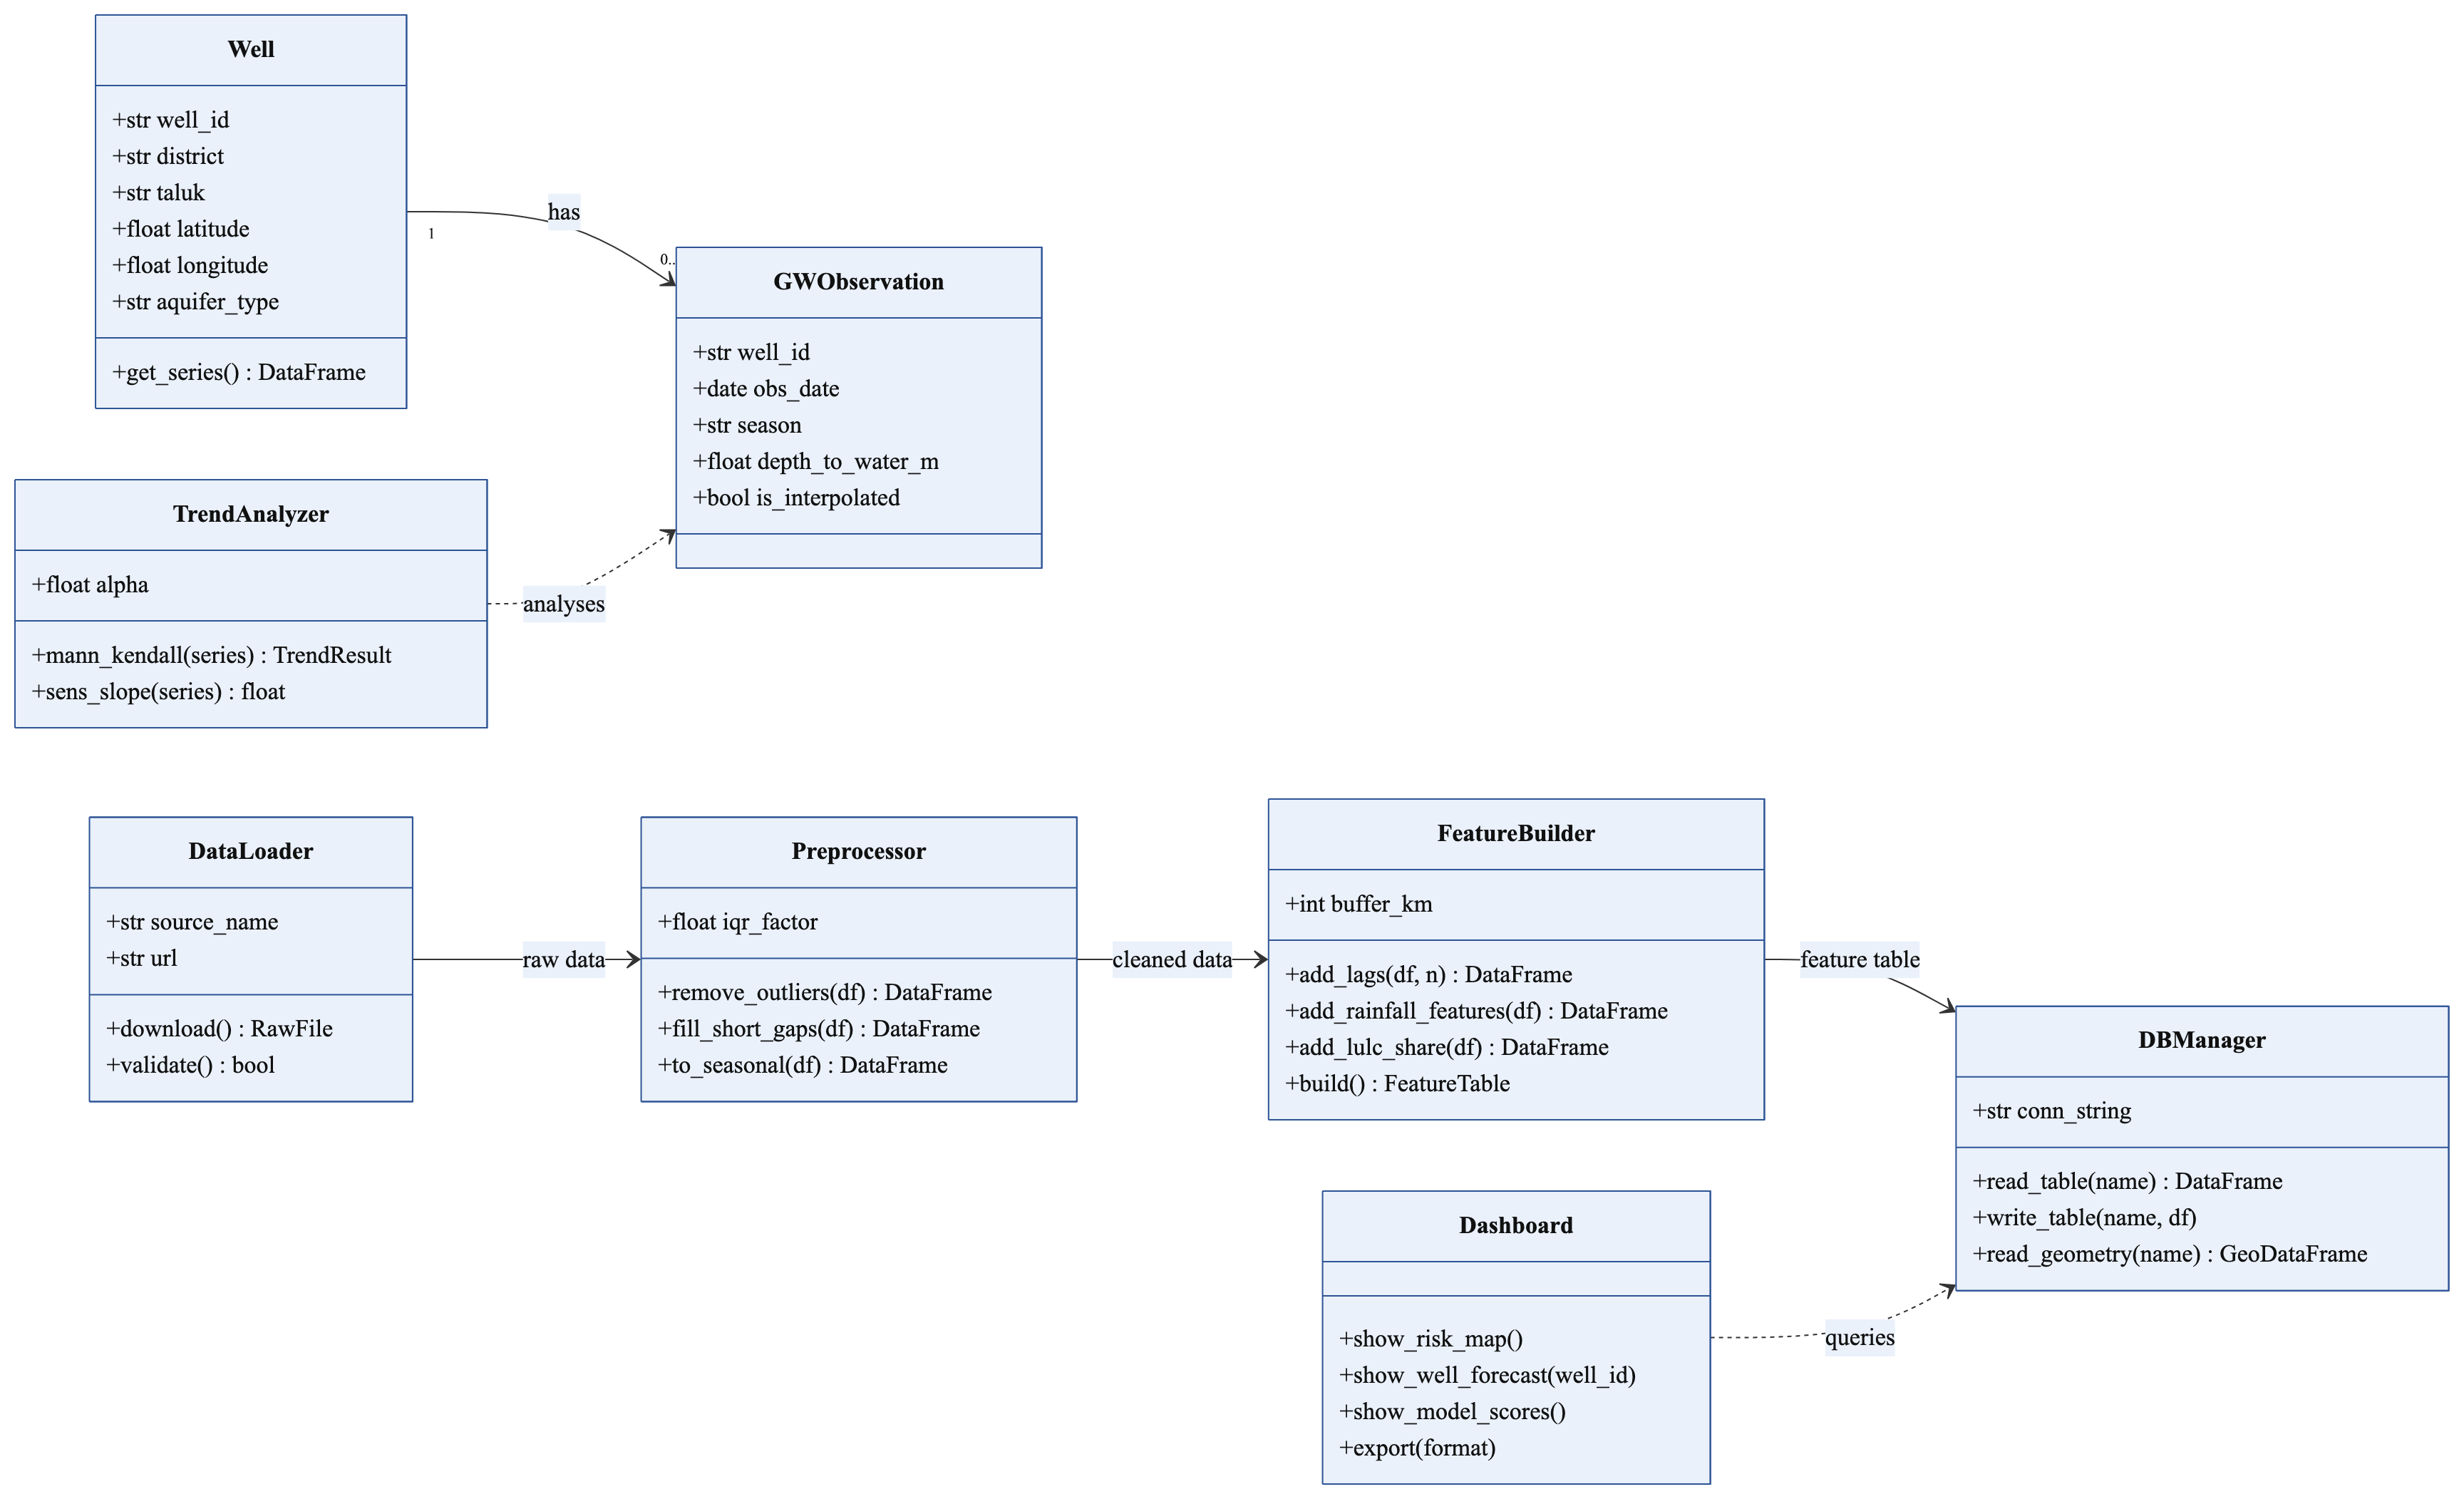 Well
+str well_id
+str district
+str taluk
+float latitude
+float longitude
+str aquifer_type
+get_series() : DataFrame
has
1
0..
GWObservation
+str well_id
+date obs_date
+str season
+float depth_to_water_m
+bool is_interpolated
TrendAnalyzer
+float alpha
+mann_kendall(series) : TrendResult
+sens_slope(series) : float
analyses
DataLoader
+str source_name
+str url
+download() : RawFile
+validate() : bool
raw data
Preprocessor
+float iqr_factor
+remove_outliers(df) : DataFrame
+fill_short_gaps(df) : DataFrame
+to_seasonal(df) : DataFrame
cleaned data
FeatureBuilder
+int buffer_km
+add_lags(df, n) : DataFrame
+add_rainfall_features(df) : DataFrame
+add_lulc_share(df) : DataFrame
+build() : FeatureTable
feature table
DBManager
+str conn_string
+read_table(name) : DataFrame
+write_table(name, df)
+read_geometry(name) : GeoDataFrame
Dashboard
+show_risk_map()
+show_well_forecast(well_id)
+show_model_scores()
+export(format)
queries